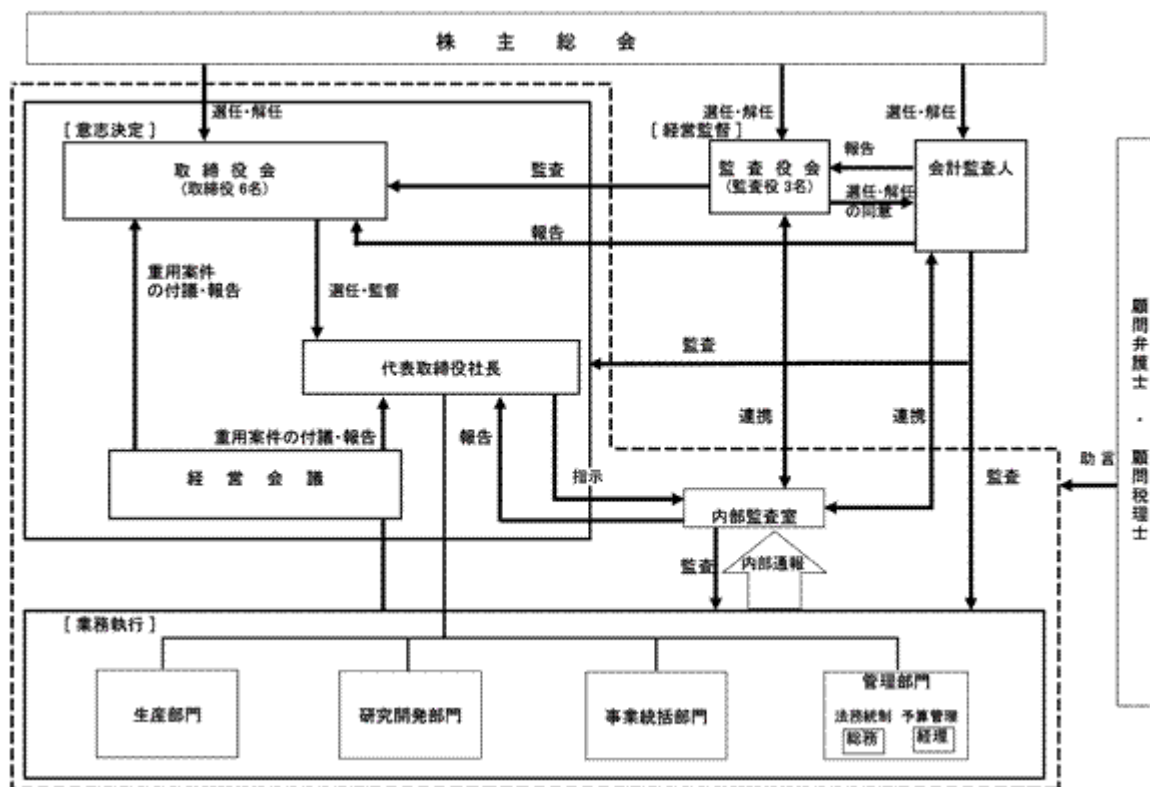 株主総会
選任・解任
選任・解任
選任・解任
[意志決定]
[経営監督]
取締役会
(取締役6名)
監査
監査役会
(監査役3名)
報告
選任・解任
の同意
会計監査人
報告
重用案件
の付議・報告
選任・監督
代表取締役社長
監査
重用案件の付議・報告
報告
連携
連携
経営会議
指示
内部監査室
監査
助言
顧問弁護士・顧問税理士
監査
内部通報
[業務執行]
生産部門
研究開発部門
事業統括部門
管理部門
法務統制 予算管理
総務 経理